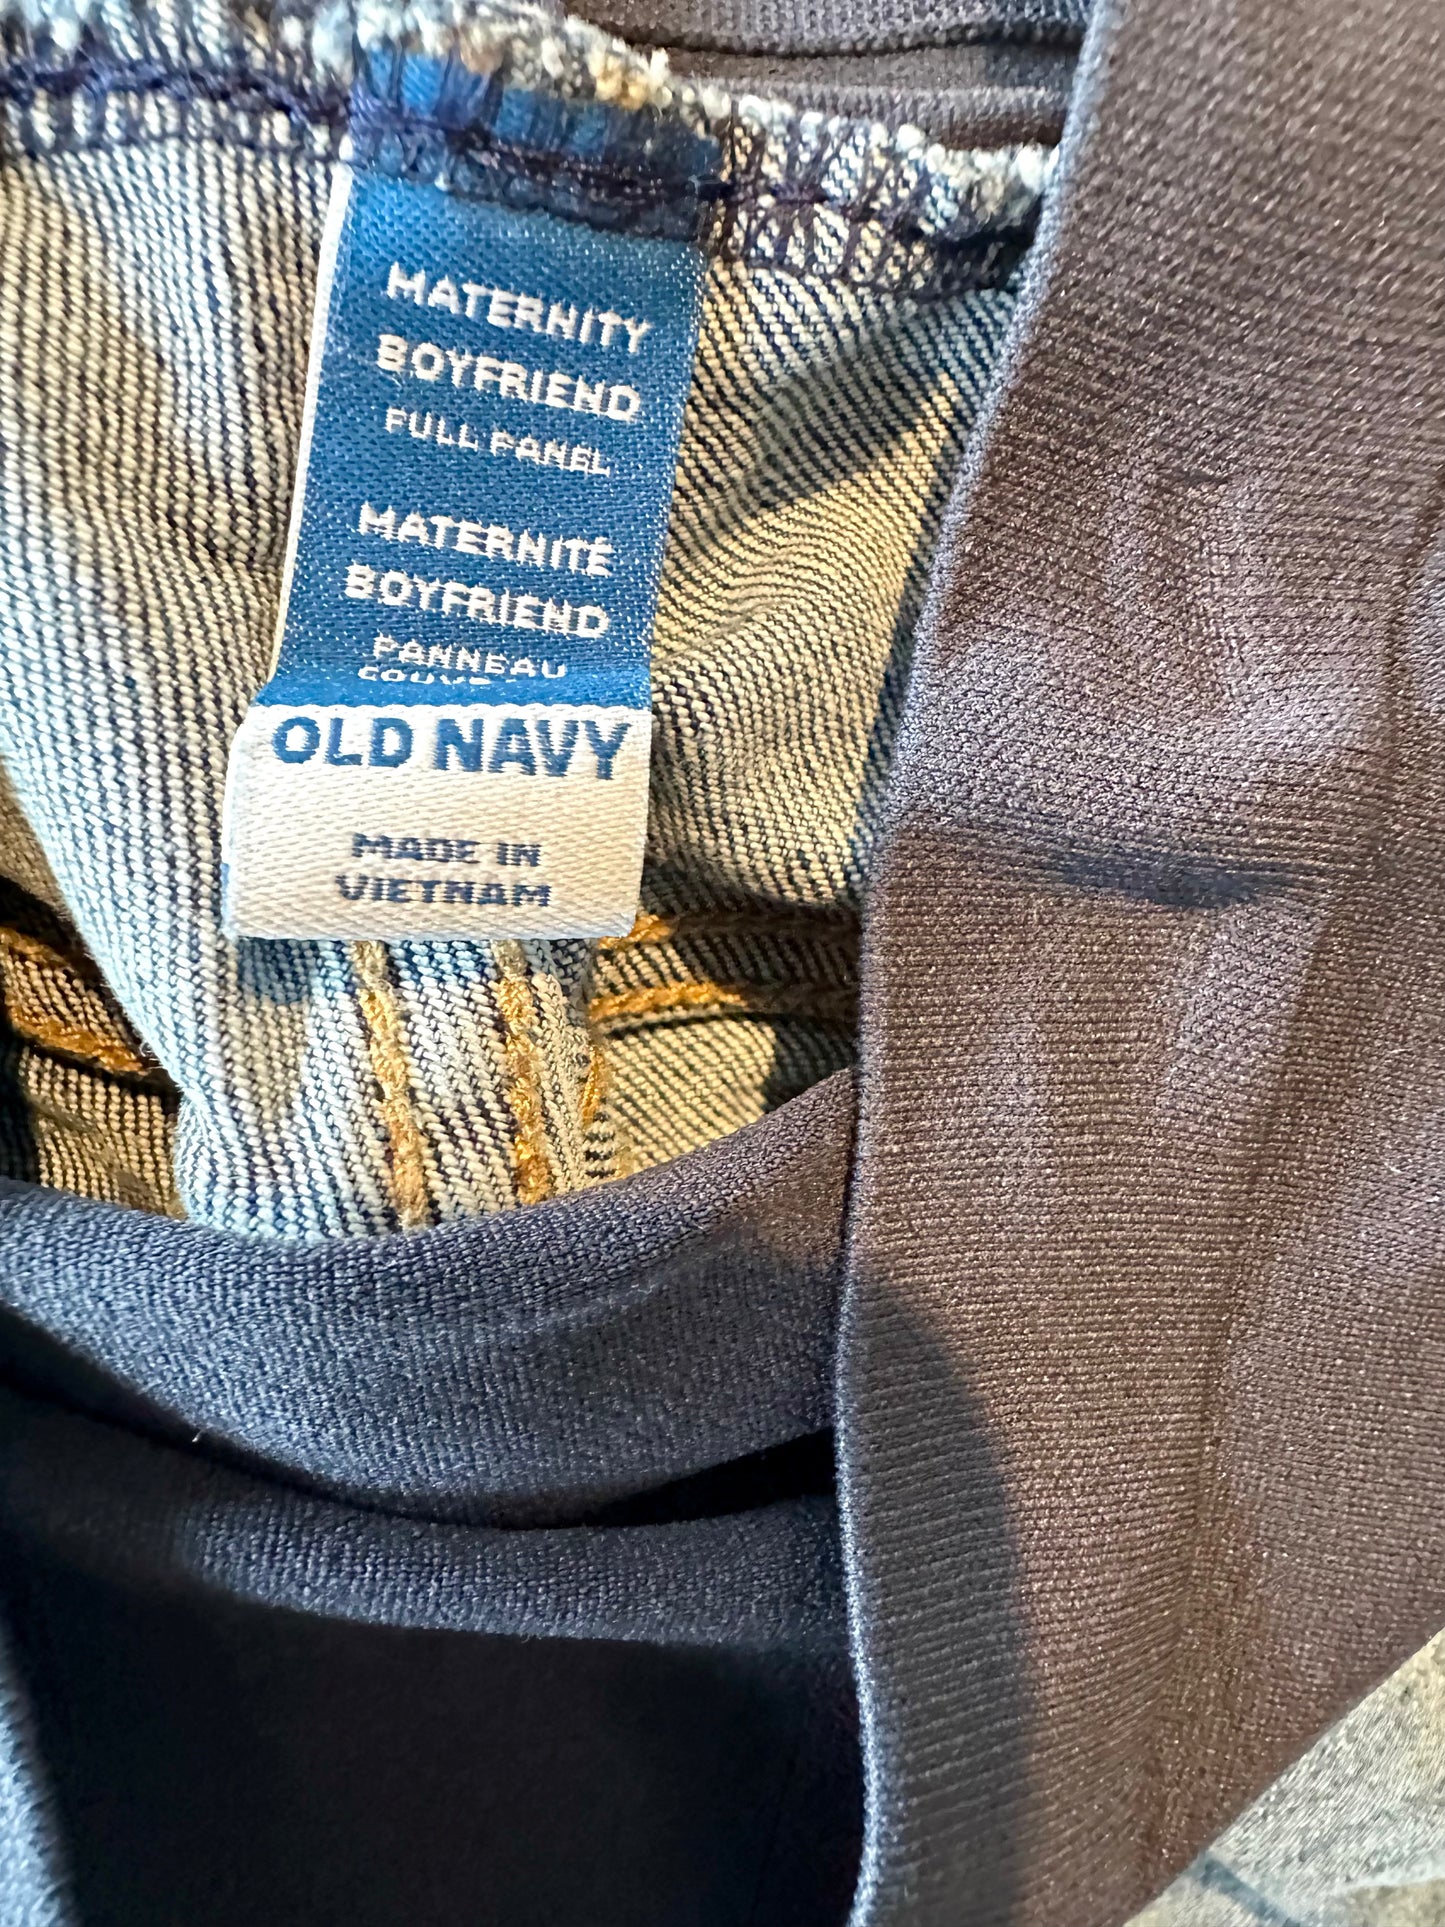 MATERNITY
BOYFRIEND
FULL PANEL
MATERNITÉ
BOYFRIEND
PANNEAU
OLD NAVY
MADE IN
VIETNAM